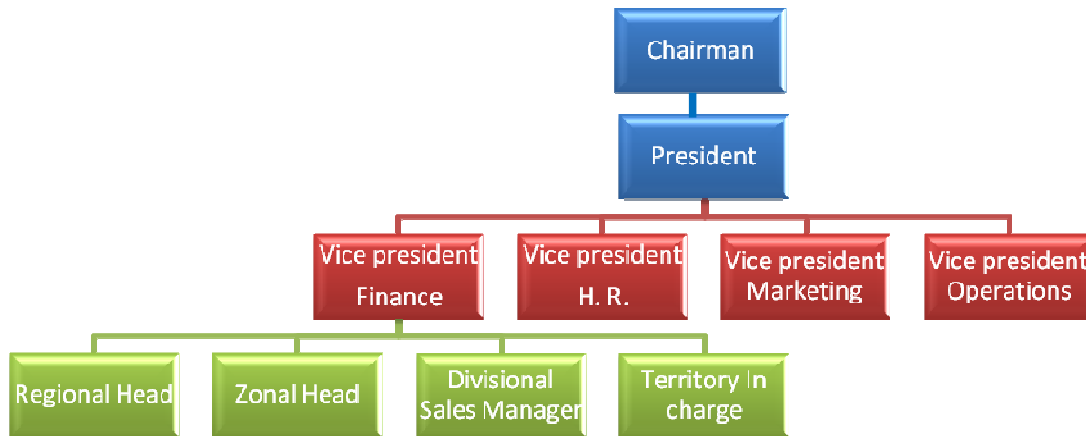 Chairman
President
Vice president
Finance
Vice president
H. R.
Vice president
Marketing
Vice president
Operations
Regional Head
Zonal Head
Divisional
Sales Manager
Territory In
charge